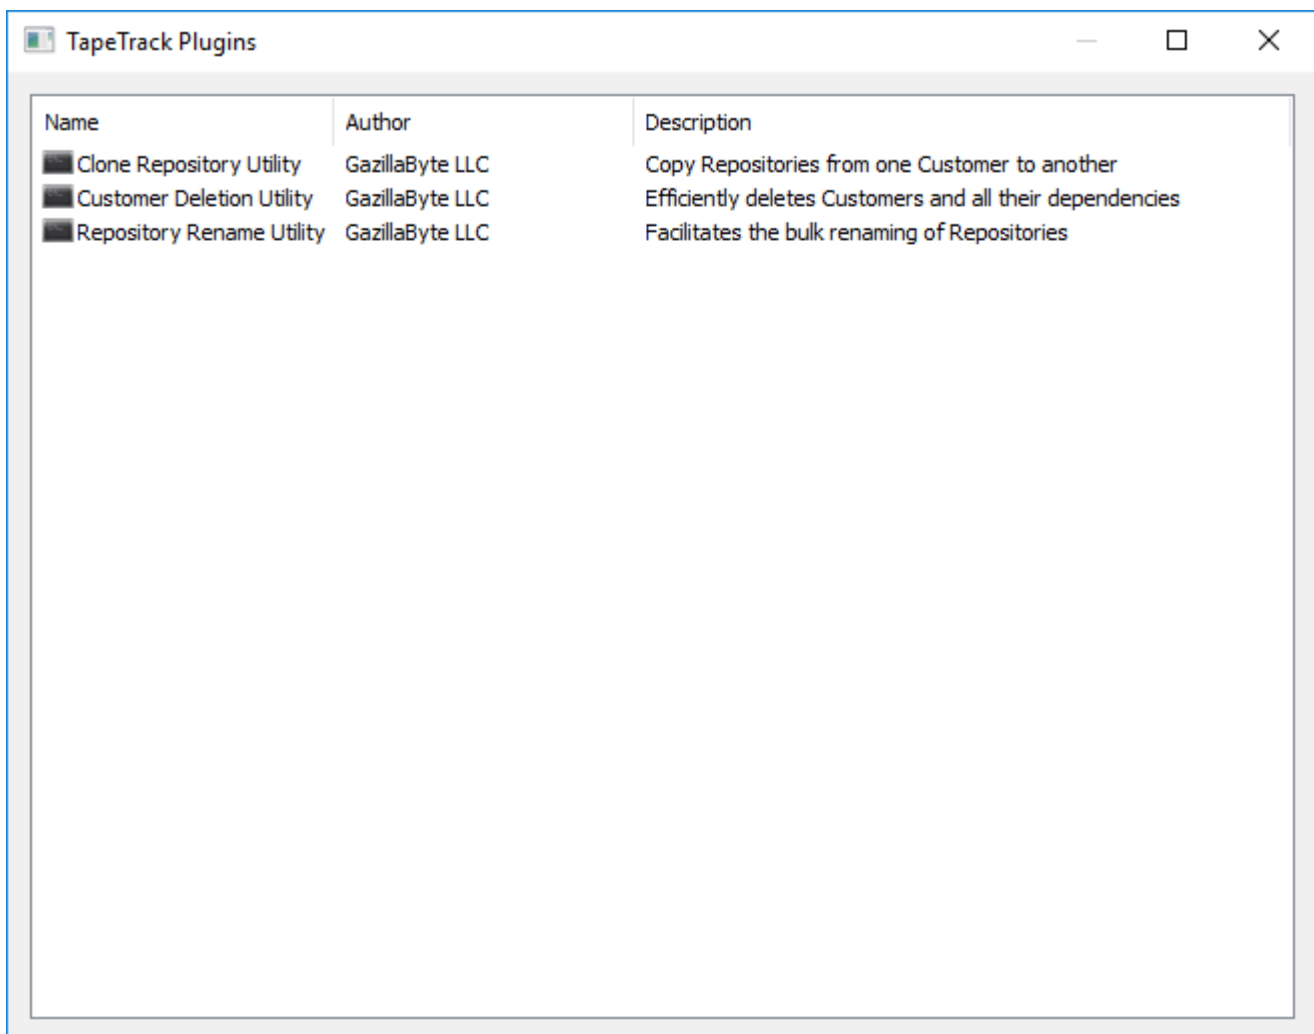 TapeTrack Plugins
Name Author Description
Clone Repository Utility GazillaByte LLC Copy Repositories from one Customer to another
Customer Deletion Utility GazillaByte LLC Efficiently deletes Customers and all their dependencies
Repository Rename Utility GazillaByte LLC Facilitates the bulk renaming of Repositories